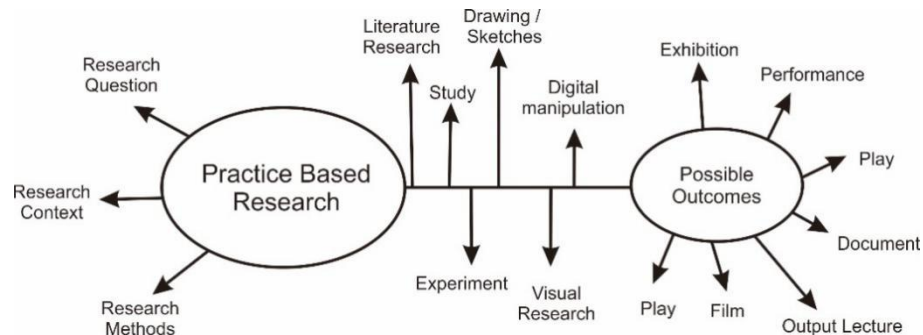 Research
Question
Research
Context
Research
Methods
Practice Based
Research
Literature
Research
Study
Drawing /
Sketches
Digital
manipulation
Experiment
Visual
Research
Possible
Outcomes
Exhibition
Performance
Play
Document
Output Lecture
Film
Play